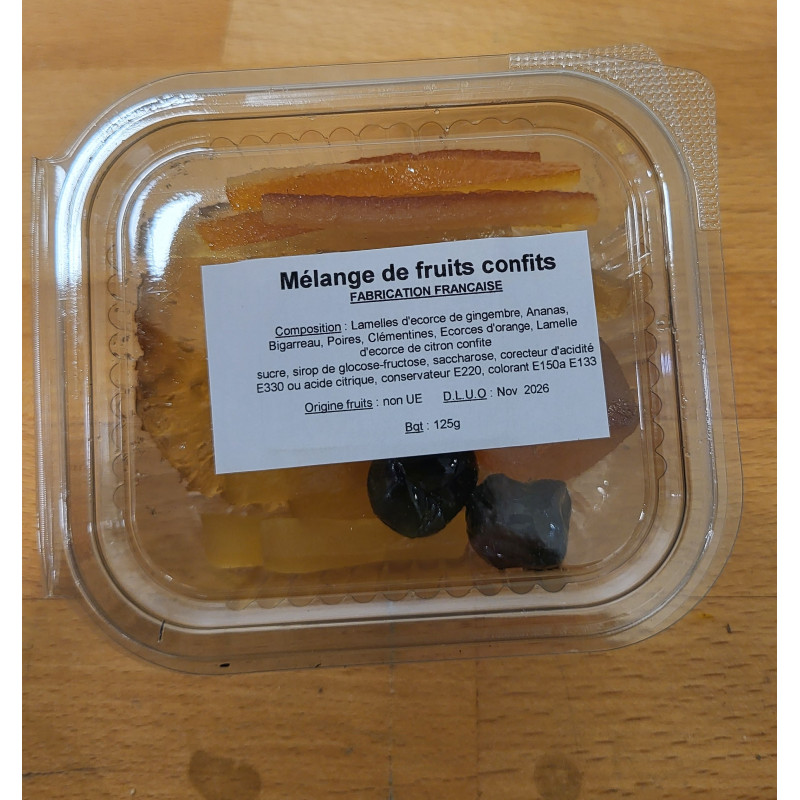 Mélange de fruits confits
FABRICATION FRANCAISE
Composition : Lamelles d'ecorce de gingembre, Ananas,
Bigarreau, Poires, Clémentines, Ecorces d'orange, Lamelle
d'ecorce de citron confite
sucre, sirop de glocose-fructose, saccharose, corecteur d'acidité
E330 ou acide citrique, conservateur E220, colorant E150a E133
Origine fruits : non UE D.L.U.O : Nov 2026
Bqt : 125g